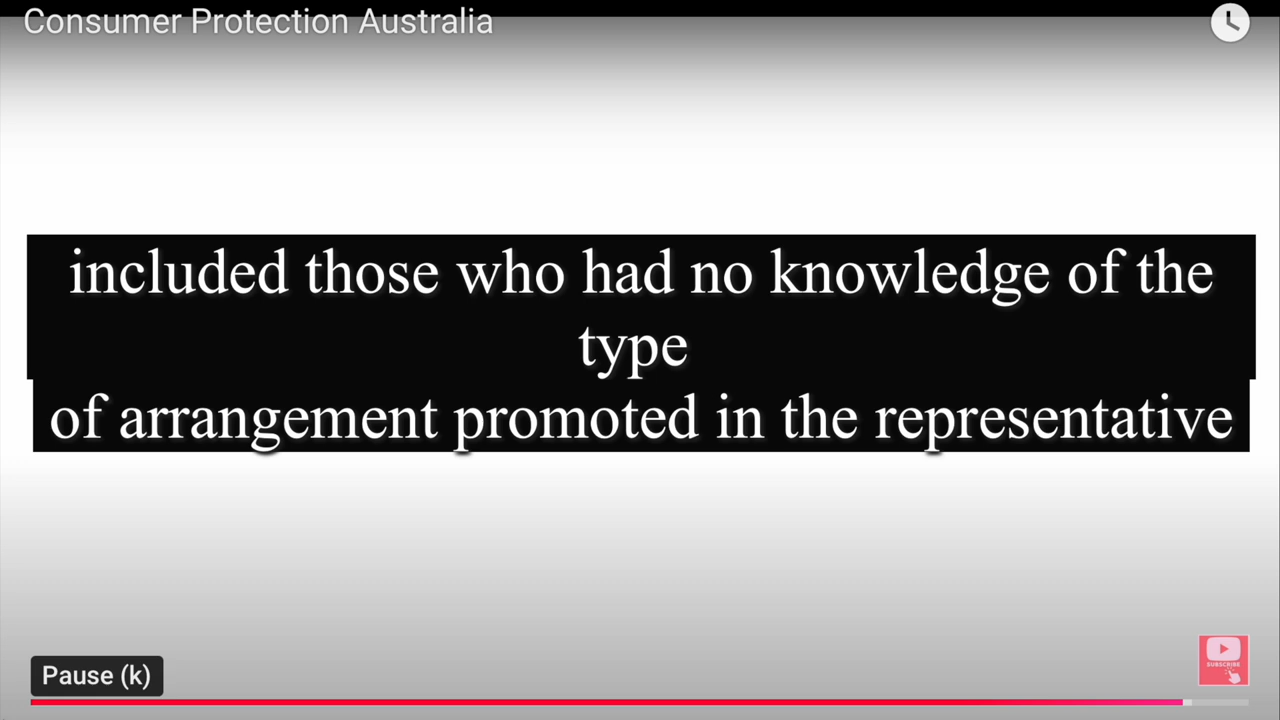 Consumer Protection Australia
included those who had no knowledge of the
type
of arrangement promoted in the representative
SUBSCRIBE
Pause (k)